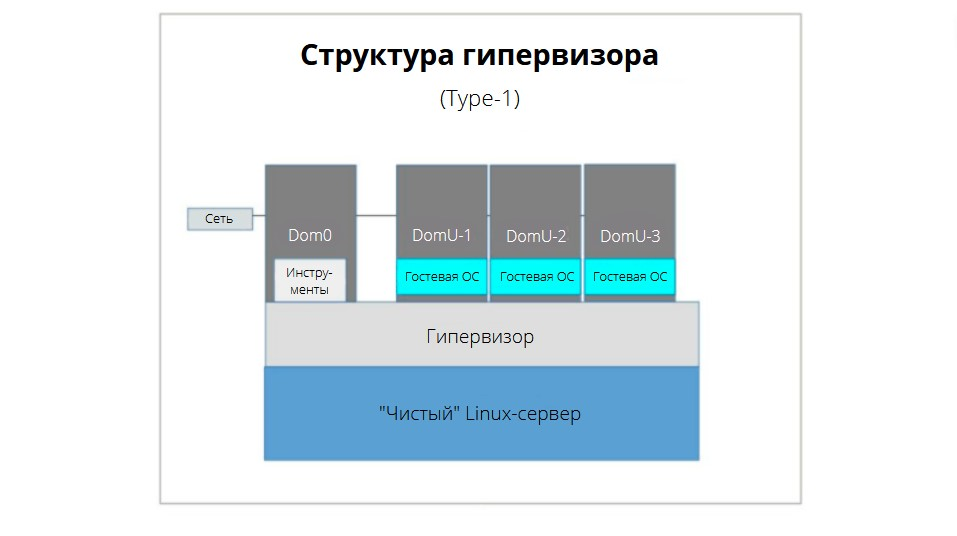 Структура гипервизора
(Type-1)
Сеть
Dom0
DomU-1
DomU-2
DomU-3
Инстру-
менты
Гостевая ОС
Гостевая ОС
Гостевая ОС
Гипервизор
"Чистый" Linux-сервер